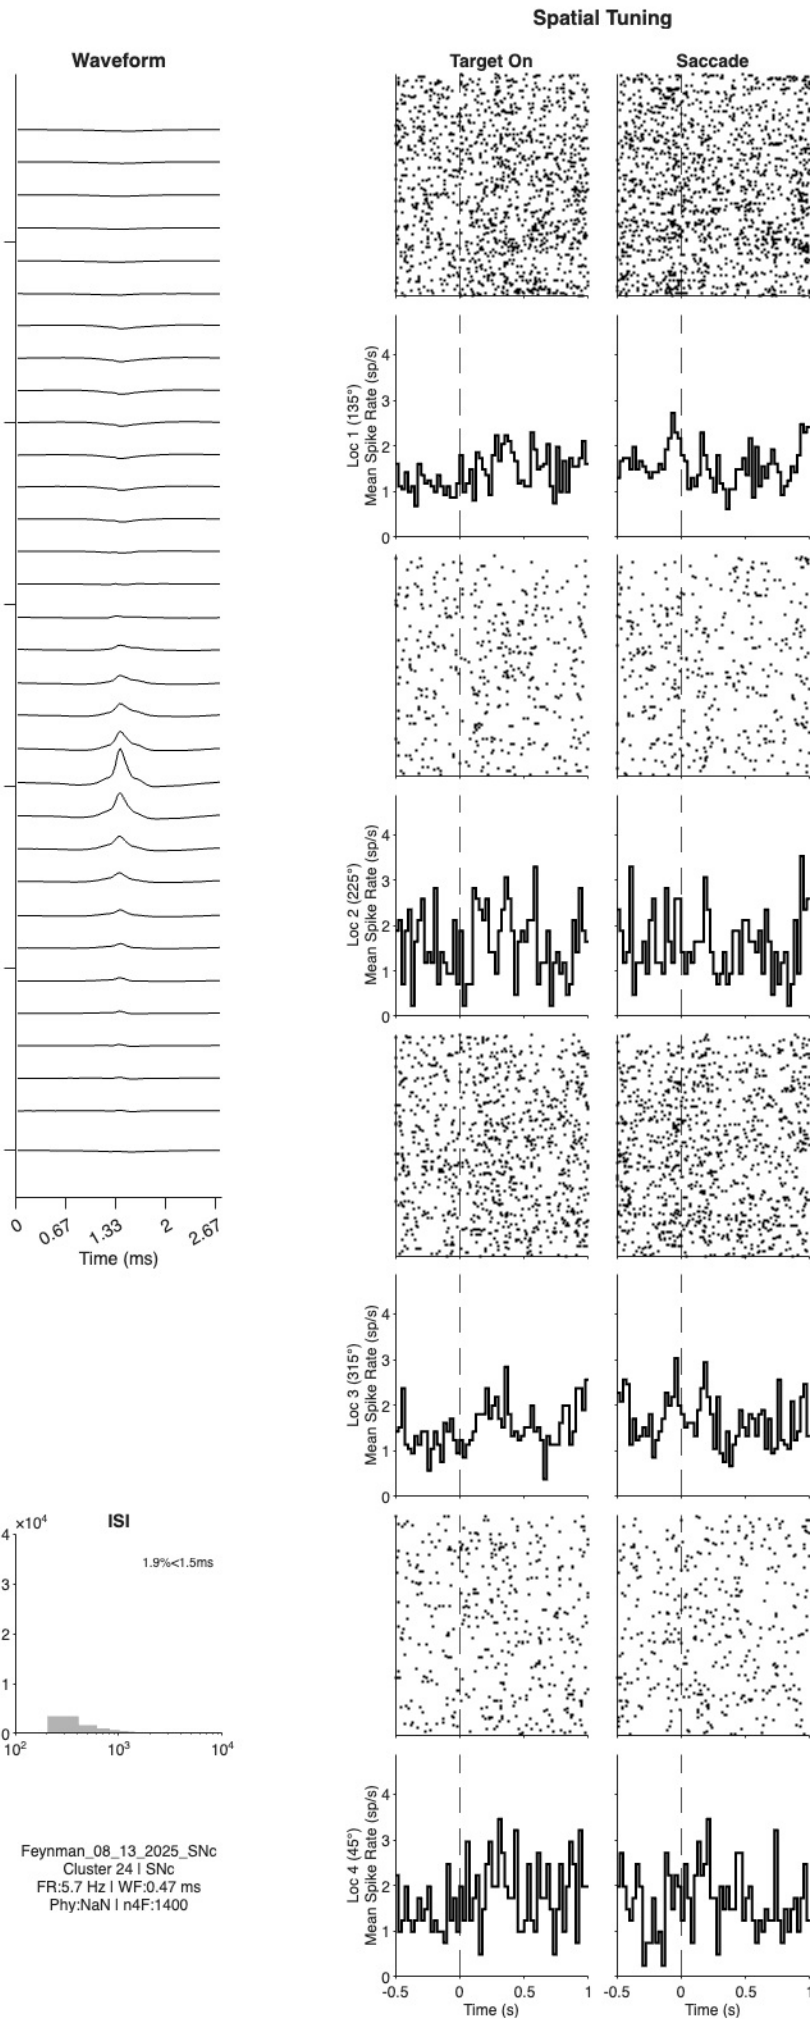 Spatial Tuning
Waveform
Target On
Saccade
4
3
2
1
0
Loc 1 (135°)
Mean Spike Rate (sp/s)
4
3
2
1
0
Loc 2 (225°)
Mean Spike Rate (sp/s)
0
0.67
1.33
2
2.67
Time (ms)
4
3
2
1
0
Loc 3 (315°)
Mean Spike Rate (sp/s)
ISI
×10⁴
1.9%<1.5ms
4
3
2
1
0
10²
10³
10⁴
Feynman_08_13_2025_SNc
Cluster 24 | SNc
FR:5.7 Hz | WF:0.47 ms
Phy:NaN | n4F:1400
4
3
2
1
0
Loc 4 (45°)
Mean Spike Rate (sp/s)
-0.5
0
0.5
1
Time (s)
-0.5
0
0.5
1
Time (s)